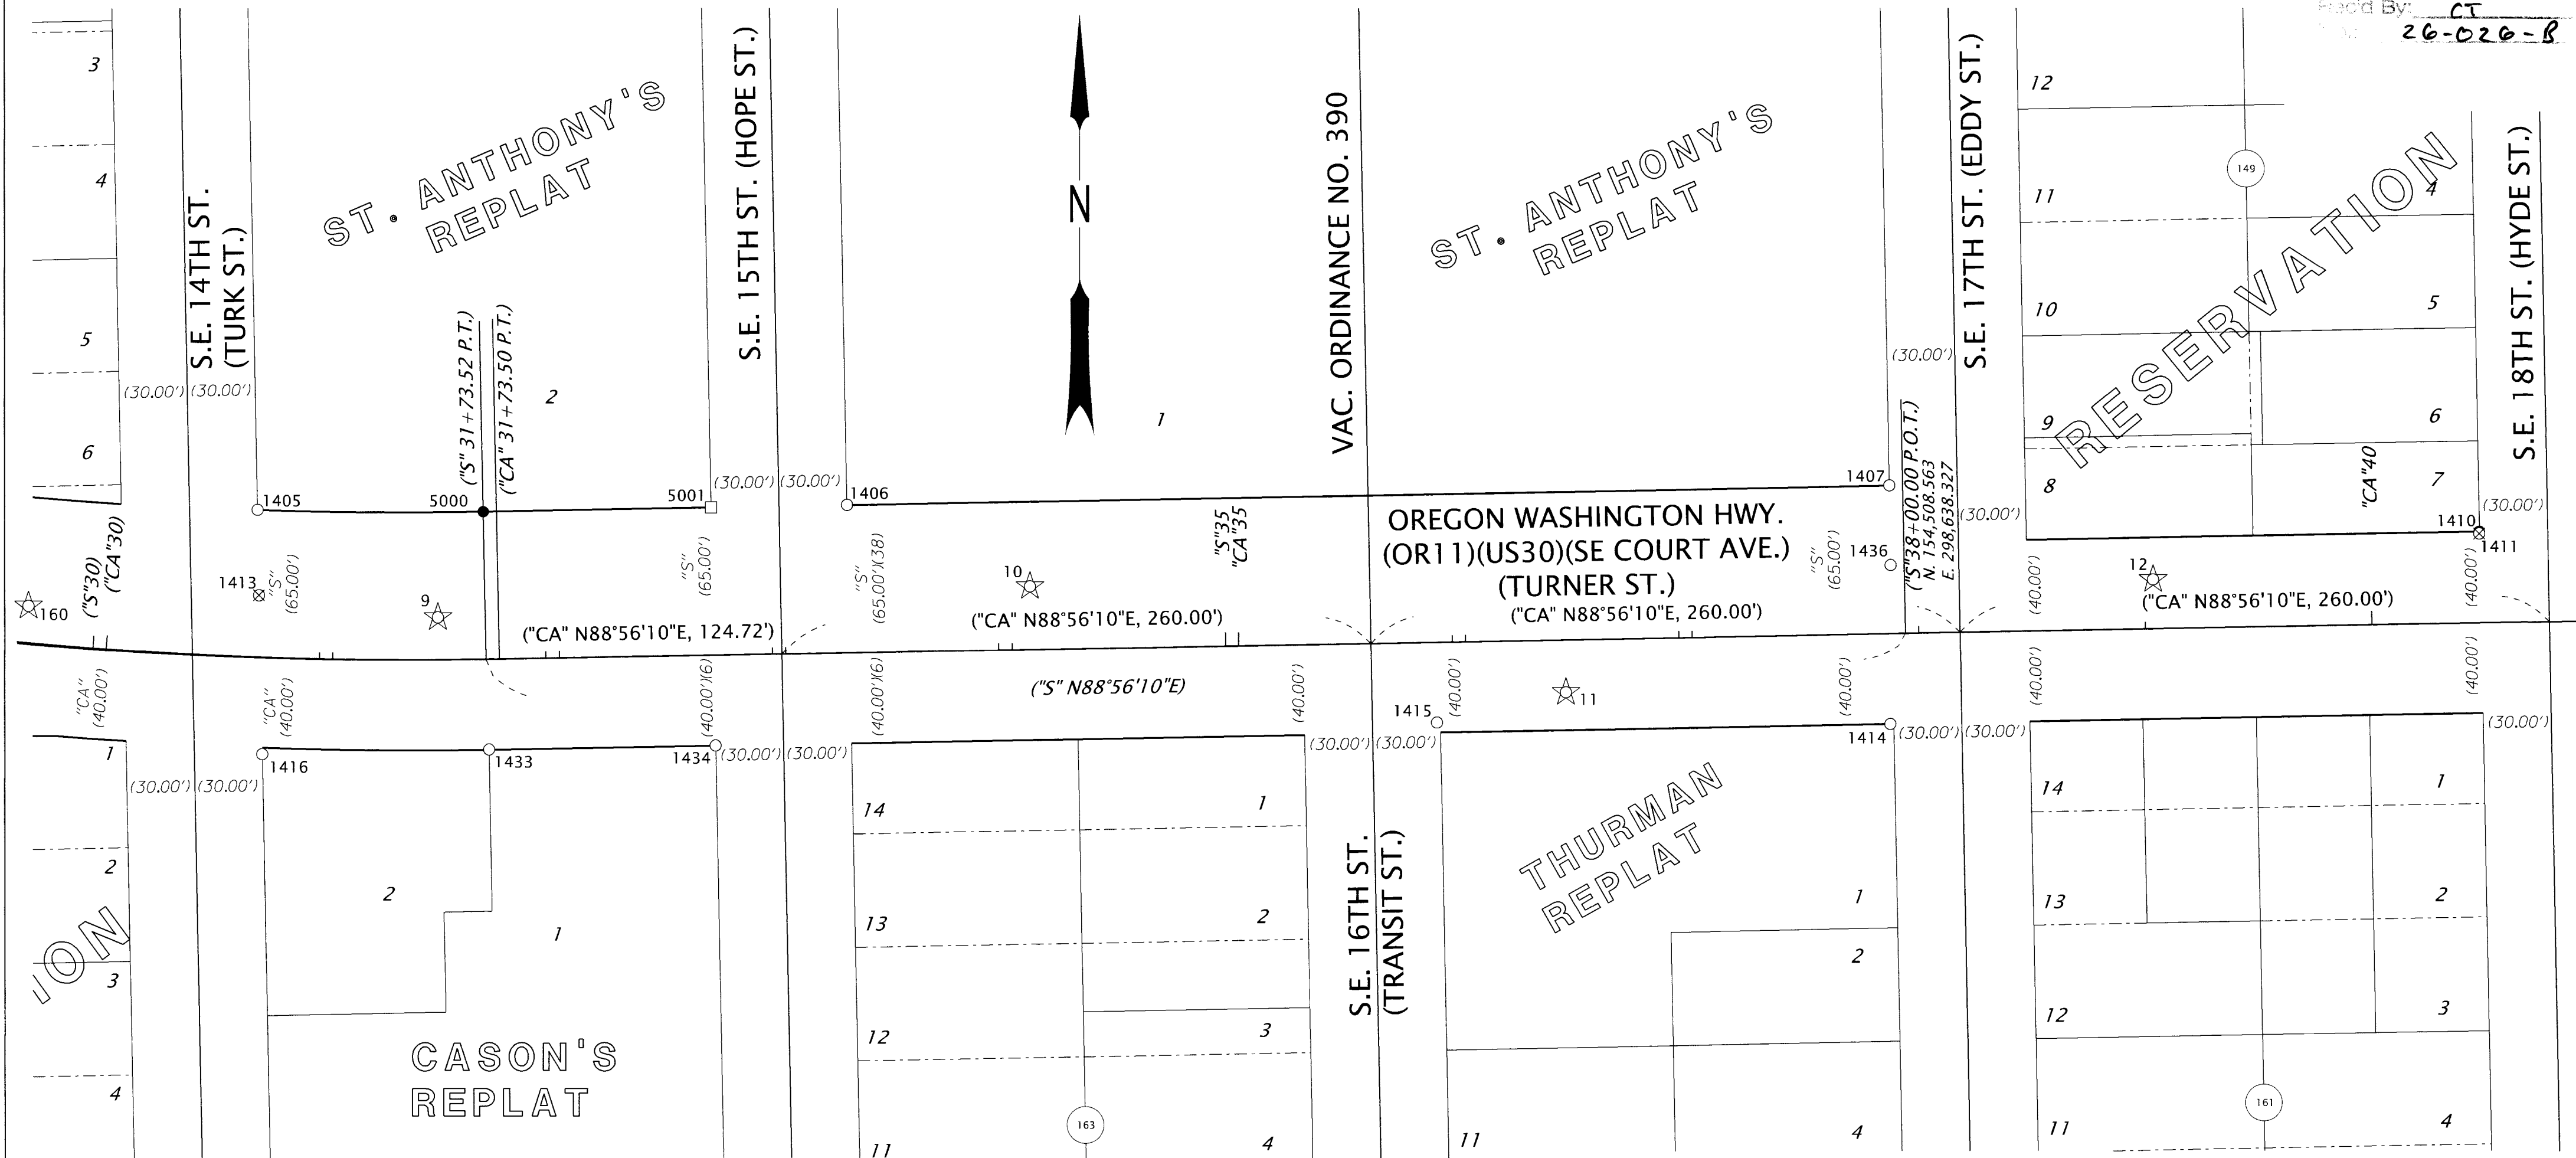 Rec'd By: CI
26-026-B
3
4
5
6
S.E. 14TH ST.
(TURK ST.)
(30.00')
(30.00')
ST. ANTHONY'S
REPLAT
("S" 31+73.52 P.T.)
("CA" 31+73.50 P.T.)
2
S.E. 15TH ST. (HOPE ST.)
(30.00')
(30.00')
N
1
VAC. ORDINANCE NO. 390
ST. ANTHONY'S
REPLAT
(30.00')
S.E. 17TH ST. (EDDY ST.)
(30.00')
12
11
10
9
8
149
4
5
6
7
RESERVATION
"CA"40
S.E. 18TH ST. (HYDE ST.)
(30.00')
1405
5000
5001
1406
1407
1410
1411
("S"30)
("CA"30)
160
1413
"S"
(65.00')
9
"S"
(65.00')
"S"
(65.00')(38)
10
"S"35
"CA"35
OREGON WASHINGTON HWY.
(OR11)(US30)(SE COURT AVE.)
(TURNER ST.)
"S"
(65.00')
1436
("S"38+00.00 P.O.T.)
N. 154,508.563
E. 298,638.327
(40.00')
12
(40.00')
("CA" N88°56'10"E, 124.72')
("CA" N88°56'10"E, 260.00')
("CA" N88°56'10"E, 260.00')
("CA" N88°56'10"E, 260.00')
"CA"
(40.00')
"CA"
(40.00')
(40.00')(6)
(40.00')(6)
("S" N88°56'10"E)
(40.00')
(40.00')
11
(40.00')
(40.00')
(40.00')
1415
1416
1433
1434
1414
(30.00')
(30.00')
(30.00')
(30.00')
(30.00')
(30.00')
(30.00')
(30.00')
(30.00')
1
2
3
4
ION
2
1
CASON'S
REPLAT
14
13
12
11
1
2
3
4
163
S.E. 16TH ST.
(TRANSIT ST.)
THURMAN
REPLAT
1
2
11
4
14
13
12
11
1
2
3
4
161